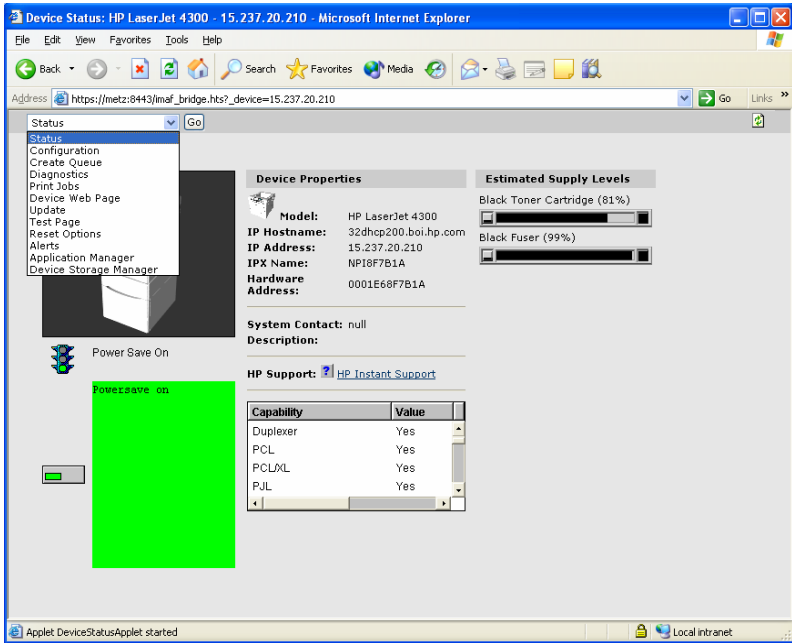 Device Status: HP LaserJet 4300 - 15.237.20.210 - Microsoft Internet Explorer
File Edit View Favorites Tools Help
Back Search Favorites Media
Address https://metz:8443/imaf_bridge.hts?_device=15.237.20.210 Go Links »
Status Go
Status
Configuration
Create Queue
Diagnostics
Print Jobs
Device Web Page
Update
Test Page
Reset Options
Alerts
Application Manager
Device Storage Manager
Power Save On
Powersave on
Device Properties
Model: HP LaserJet 4300
IP Hostname: 32dhcp200.boi.hp.com
IP Address: 15.237.20.210
IPX Name: NPI8F7B1A
Hardware
Address: 0001E68F7B1A
System Contact: null
Description:
HP Support: ? HP Instant Support
Capability Value
Duplexer Yes
PCL Yes
PCL/XL Yes
PJL Yes
Estimated Supply Levels
Black Toner Cartridge (81%)
Black Fuser (99%)
Applet DeviceStatusApplet started Local intranet